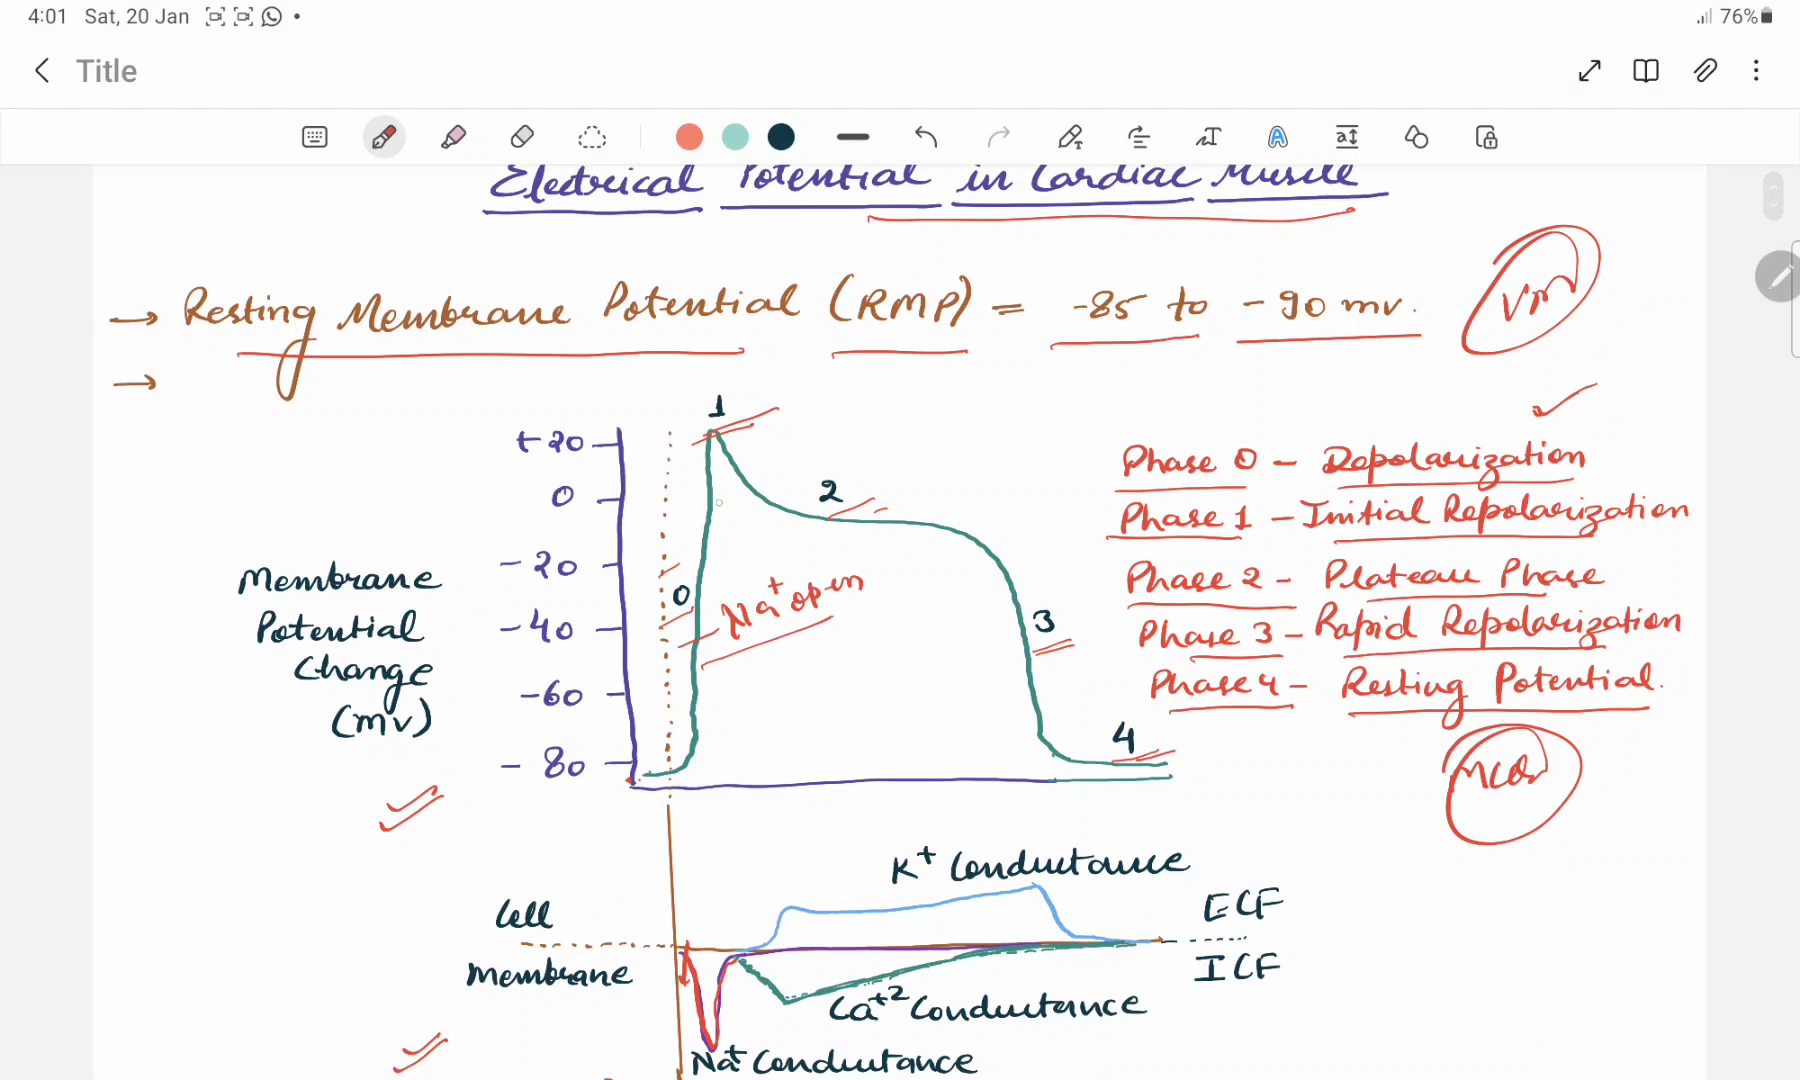 4:01 Sat, 20 Jan
76%
Title
Electrical Potential in Cardiac Muscle
→ Resting Membrane Potential (RMP) = -85 to -90 mv.
Vm
→
1
+20
0
-20
-40
-60
-80
2
0
Na+ open
3
4
Membrane
Potential
Change
(mv)
Phase 0 - Depolarization
Phase 1 - Initial Repolarization
Phase 2 - Plateau Phase
Phase 3 - Rapid Repolarization
Phase 4 - Resting Potential.
K+ Conductance
Cell
Membrane
ECF
ICF
Ca+2 Conductance
Na+ Conductance